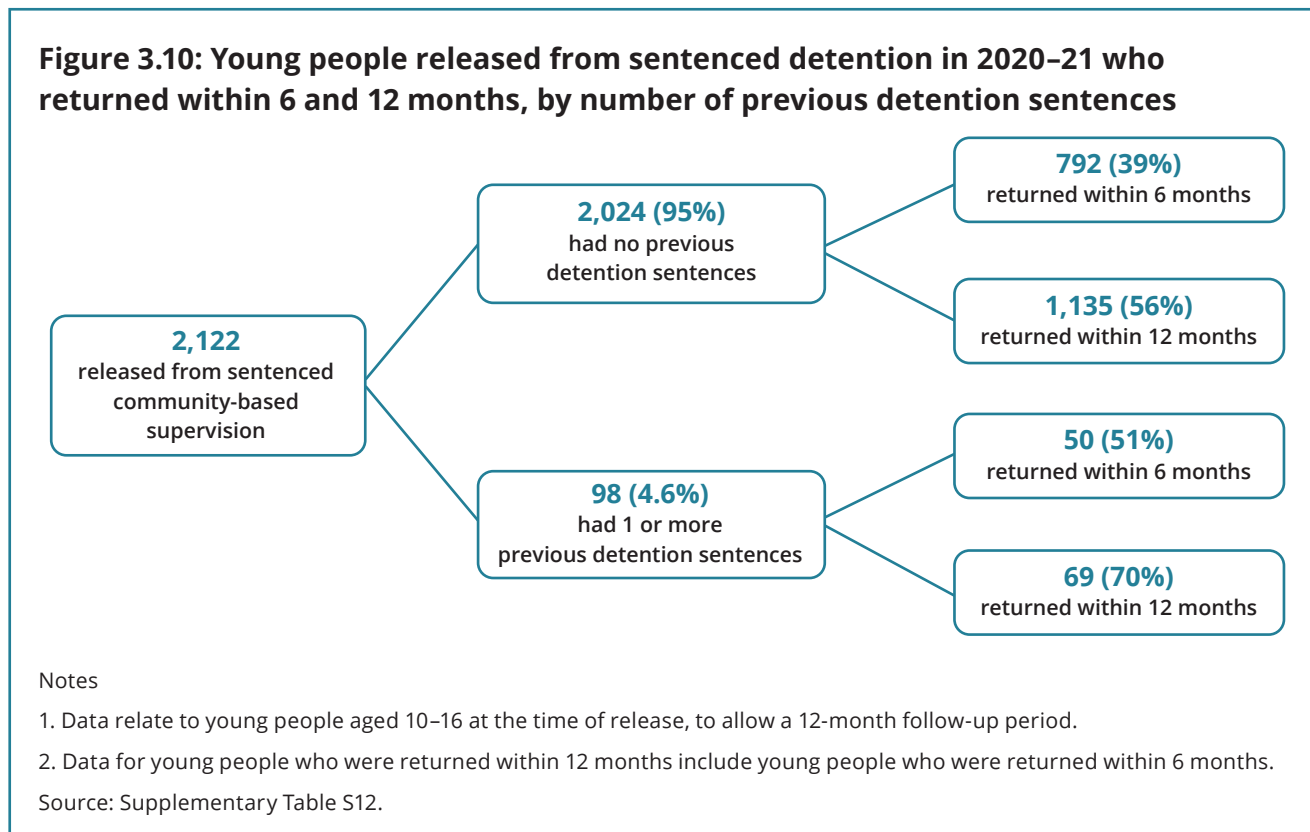 Figure 3.10: Young people released from sentenced detention in 2020–21 who
returned within 6 and 12 months, by number of previous detention sentences
2,122
released from sentenced
community-based
supervision
2,024 (95%)
had no previous
detention sentences
792 (39%)
returned within 6 months
1,135 (56%)
returned within 12 months
98 (4.6%)
had 1 or more
previous detention sentences
50 (51%)
returned within 6 months
69 (70%)
returned within 12 months
Notes
1. Data relate to young people aged 10–16 at the time of release, to allow a 12-month follow-up period.
2. Data for young people who were returned within 12 months include young people who were returned within 6 months.
Source: Supplementary Table S12.